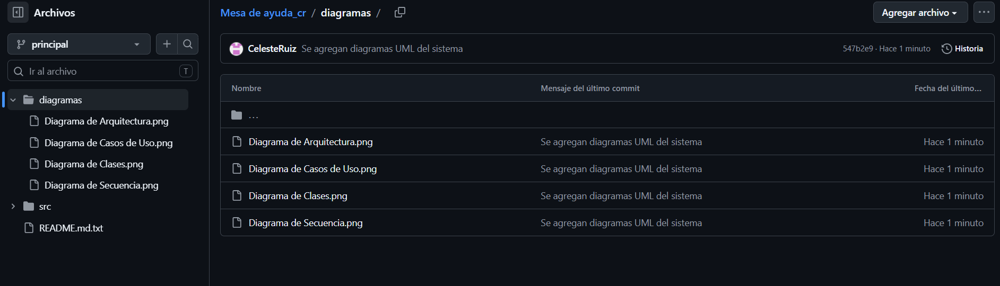 Archivos
principal
Ir al archivo
T
diagramas
Diagrama de Arquitectura.png
Diagrama de Casos de Uso.png
Diagrama de Clases.png
Diagrama de Secuencia.png
src
README.md.txt
Mesa de ayuda_cr / diagramas /
Agregar archivo
CelesteRuiz Se agregan diagramas UML del sistema 547b2e9 · Hace 1 minuto Historia
Nombre Mensaje del último commit Fecha del último...
...
Diagrama de Arquitectura.png Se agregan diagramas UML del sistema Hace 1 minuto
Diagrama de Casos de Uso.png Se agregan diagramas UML del sistema Hace 1 minuto
Diagrama de Clases.png Se agregan diagramas UML del sistema Hace 1 minuto
Diagrama de Secuencia.png Se agregan diagramas UML del sistema Hace 1 minuto